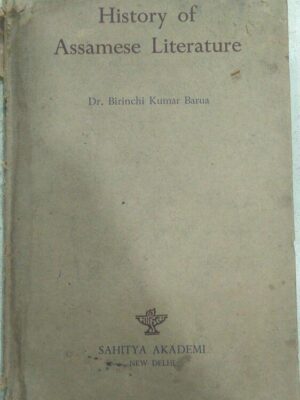 History of
Assamese Literature
Dr. Birinchi Kumar Barua
SAHITYA AKADEMI
NEW DELHI